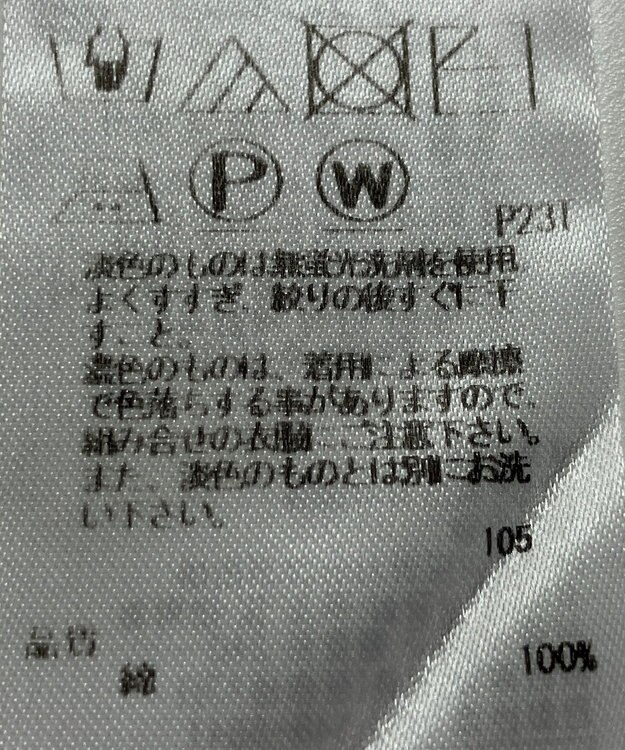 P W
P231
淡色のものは無蛍光洗剤を使用
よくすすぎ、絞りの後すぐに干
すこと。
濃色のものは、着用による摩擦
で色落ちする事がありますので、
組み合せの衣服にご注意下さい。
また、淡色のものとは別にお洗
い下さい。
105
綿 100%